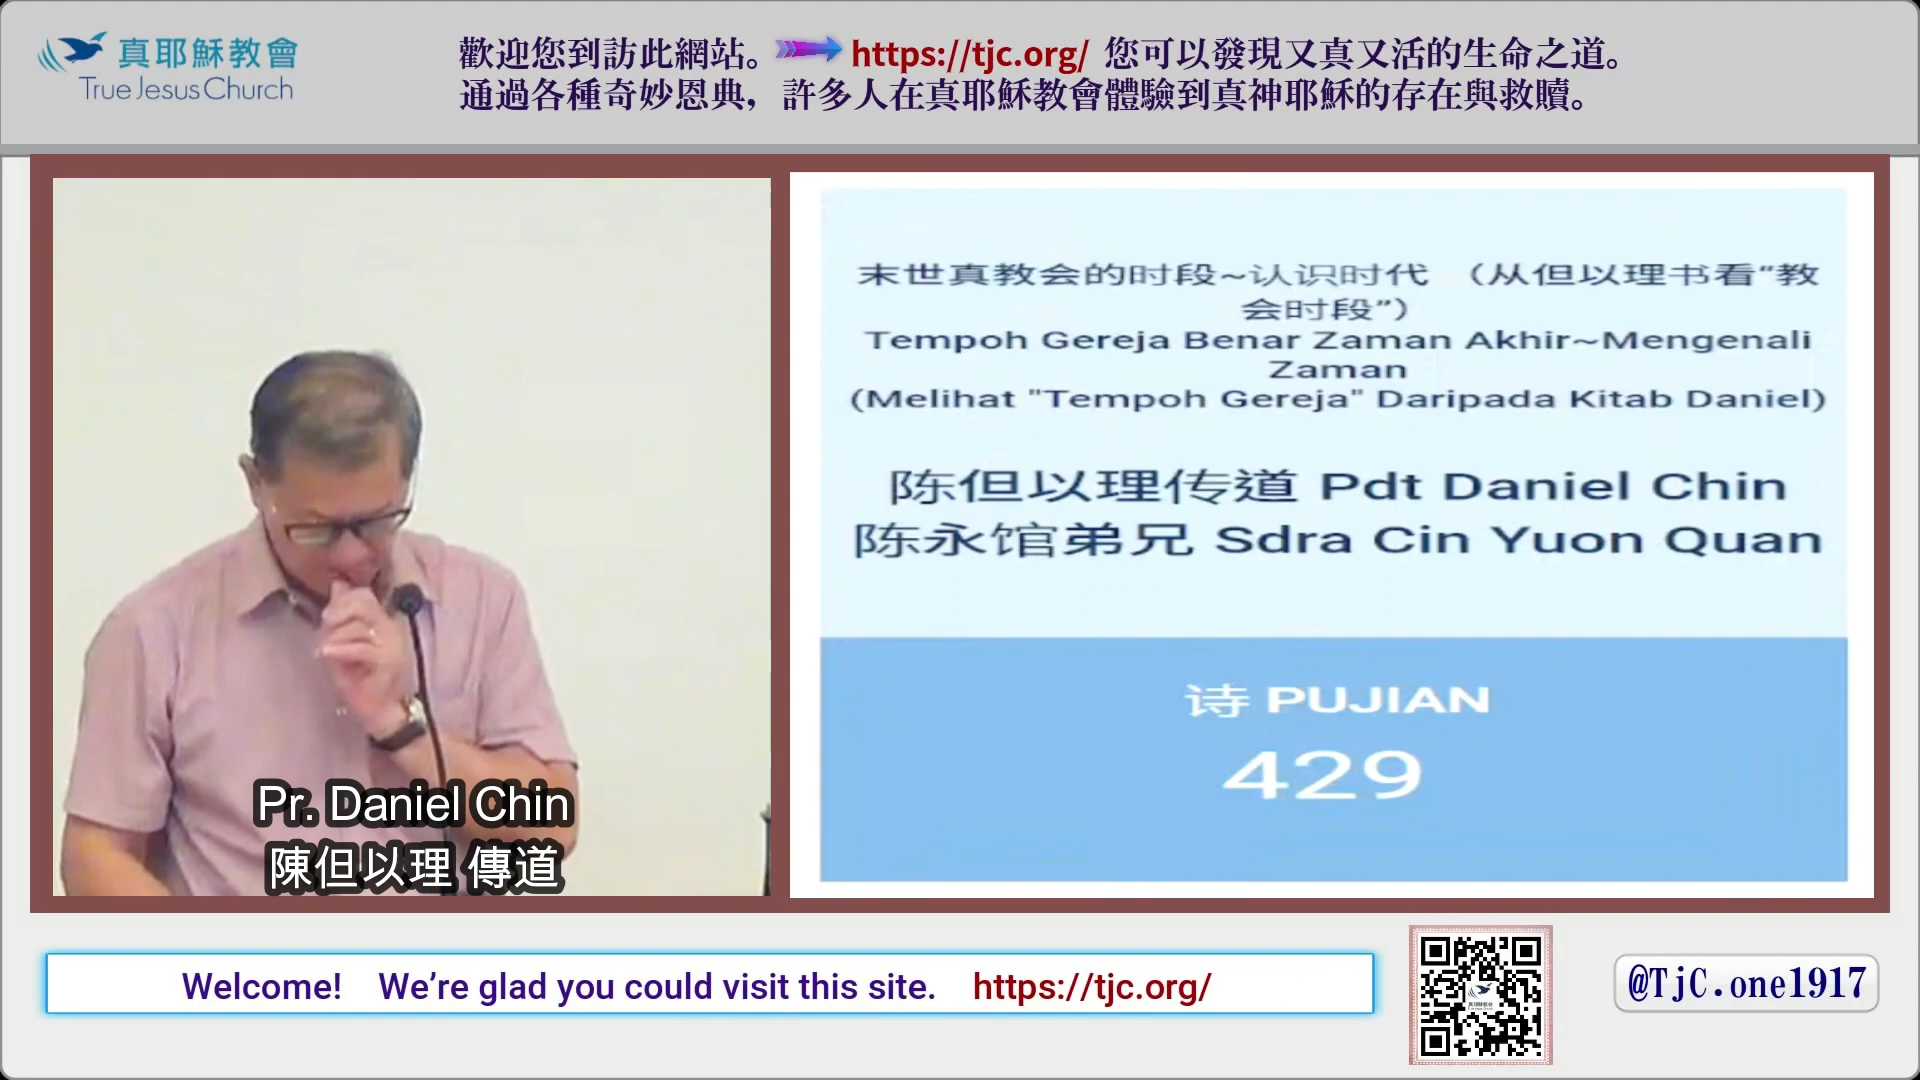 真耶穌教會
True Jesus Church
歡迎您到訪此網站。 https://tjc.org/ 您可以發現又真又活的生命之道。
通過各種奇妙恩典，許多人在真耶穌教會體驗到真神耶穌的存在與救贖。
末世真教会的时段~认识时代 （从但以理书看“教
会时段”）
Tempoh Gereja Benar Zaman Akhir~Mengenali
Zaman
(Melihat "Tempoh Gereja" Daripada Kitab Daniel)
陈但以理传道 Pdt Daniel Chin
陈永馆弟兄 Sdra Cin Yuon Quan
诗 PUJIAN
429
Pr. Daniel Chin
陳但以理 傳道
Welcome! We’re glad you could visit this site. https://tjc.org/
@TjC.one1917